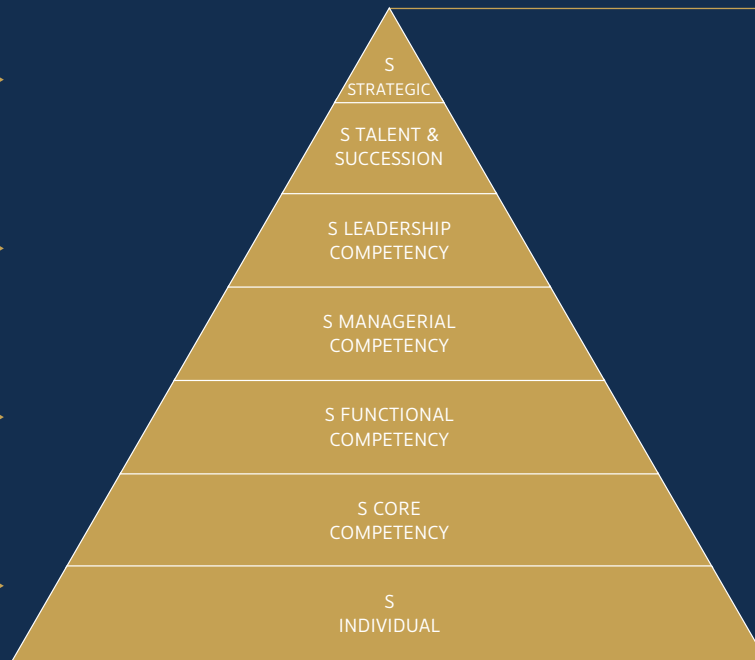 S
STRATEGIC
S TALENT &
SUCCESSION
S LEADERSHIP
COMPETENCY
S MANAGERIAL
COMPETENCY
S FUNCTIONAL
COMPETENCY
S CORE
COMPETENCY
S
INDIVIDUAL